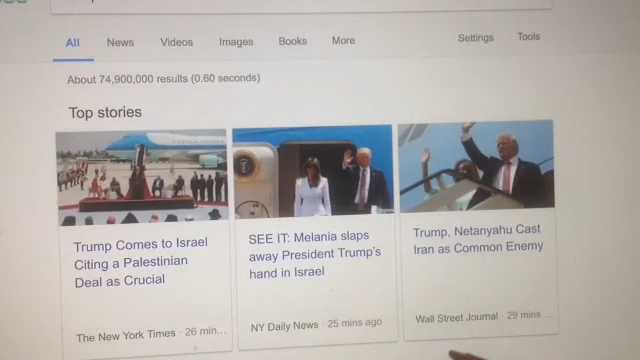 All News Videos Images Books More Settings Tools
About 74,900,000 results (0.60 seconds)
Top stories
Trump Comes to Israel
Citing a Palestinian
Deal as Crucial
The New York Times · 26 min...
SEE IT: Melania slaps
away President Trump's
hand in Israel
NY Daily News · 25 mins ago
Trump, Netanyahu Cast
Iran as Common Enemy
Wall Street Journal · 29 mins ...